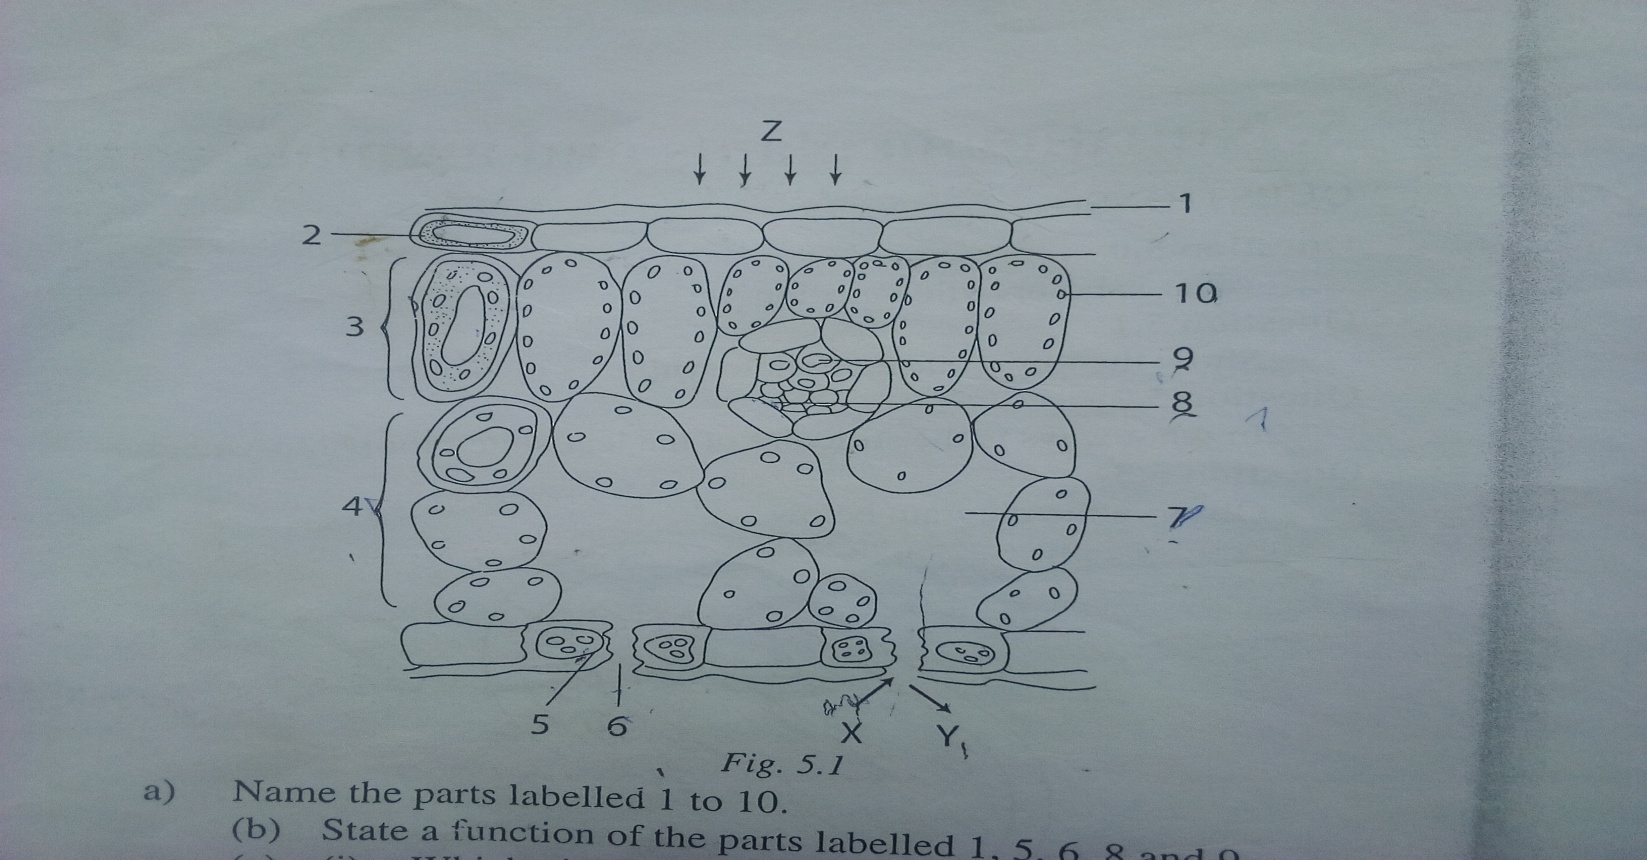 Z
1
2
3
10
9
8
4
7
5
6
X
Y
Fig. 5.1
a) Name the parts labelled 1 to 10.
(b) State a function of the parts labelled 1, 5, 6, 8 and 9